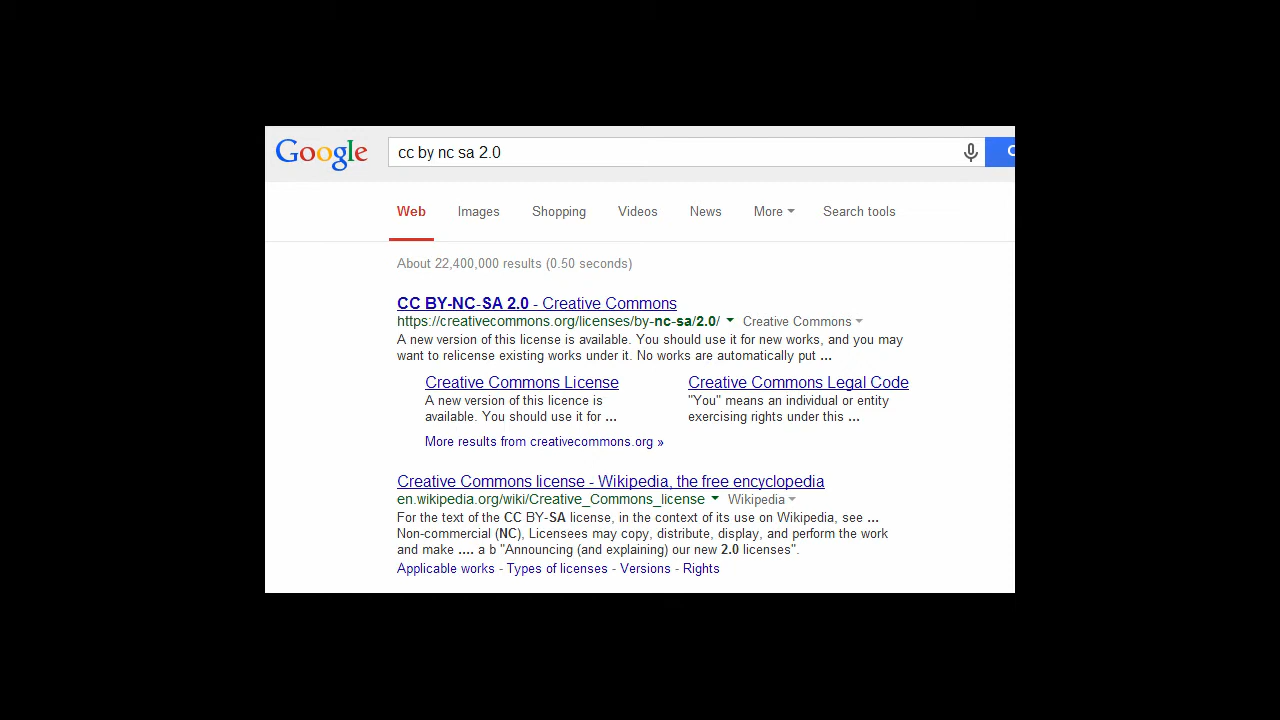 Google cc by nc sa 2.0
Web Images Shopping Videos News More Search tools
About 22,400,000 results (0.50 seconds)
CC BY-NC-SA 2.0 - Creative Commons
https://creativecommons.org/licenses/by-nc-sa/2.0/ Creative Commons
A new version of this license is available. You should use it for new works, and you may
want to relicense existing works under it. No works are automatically put ...
Creative Commons License
A new version of this licence is
available. You should use it for ...
Creative Commons Legal Code
"You" means an individual or entity
exercising rights under this ...
More results from creativecommons.org »
Creative Commons license - Wikipedia, the free encyclopedia
en.wikipedia.org/wiki/Creative_Commons_license Wikipedia
For the text of the CC BY-SA license, in the context of its use on Wikipedia, see ...
Non-commercial (NC), Licensees may copy, distribute, display, and perform the work
and make .... a b "Announcing (and explaining) our new 2.0 licenses".
Applicable works - Types of licenses - Versions - Rights